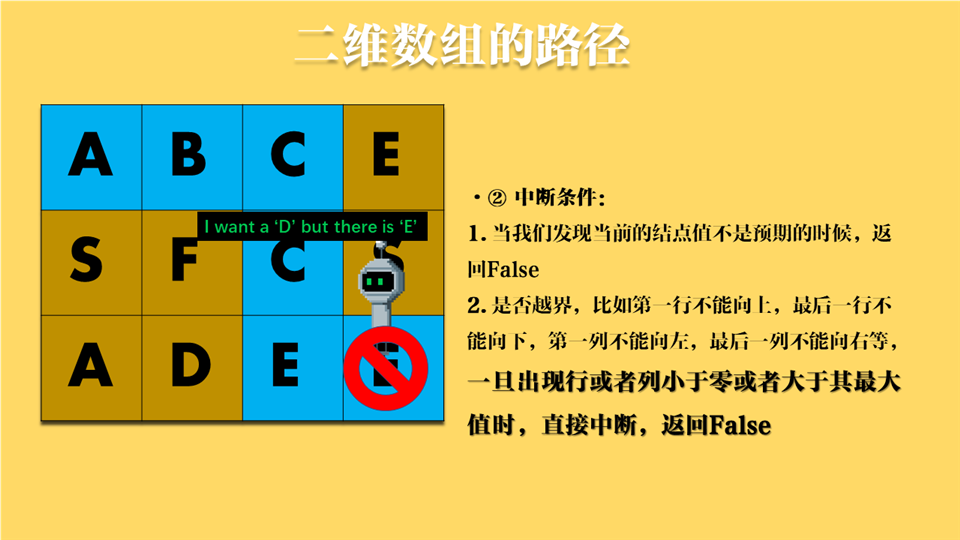 二维数组的路径
A B C E
I want a ‘D’ but there is ‘E’
S F C S
A D E E
·② 中断条件：
1. 当我们发现当前的结点值不是预期的时候，返
回False
2. 是否越界，比如第一行不能向上，最后一行不
能向下，第一列不能向左，最后一列不能向右等，
一旦出现行或者列小于零或者大于其最大
值时，直接中断，返回False